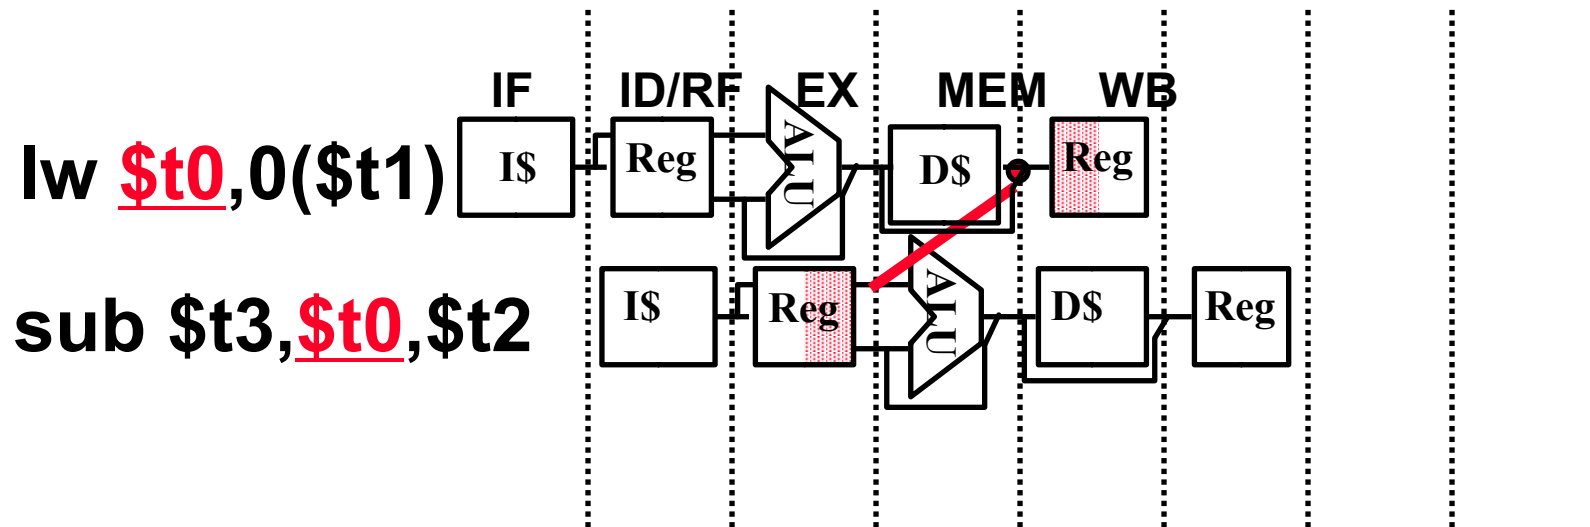 IF ID/RF EX MEM WB
lw $t0,0($t1) I$ Reg ALU D$ Reg
sub $t3,$t0,$t2 I$ Reg ALU D$ Reg